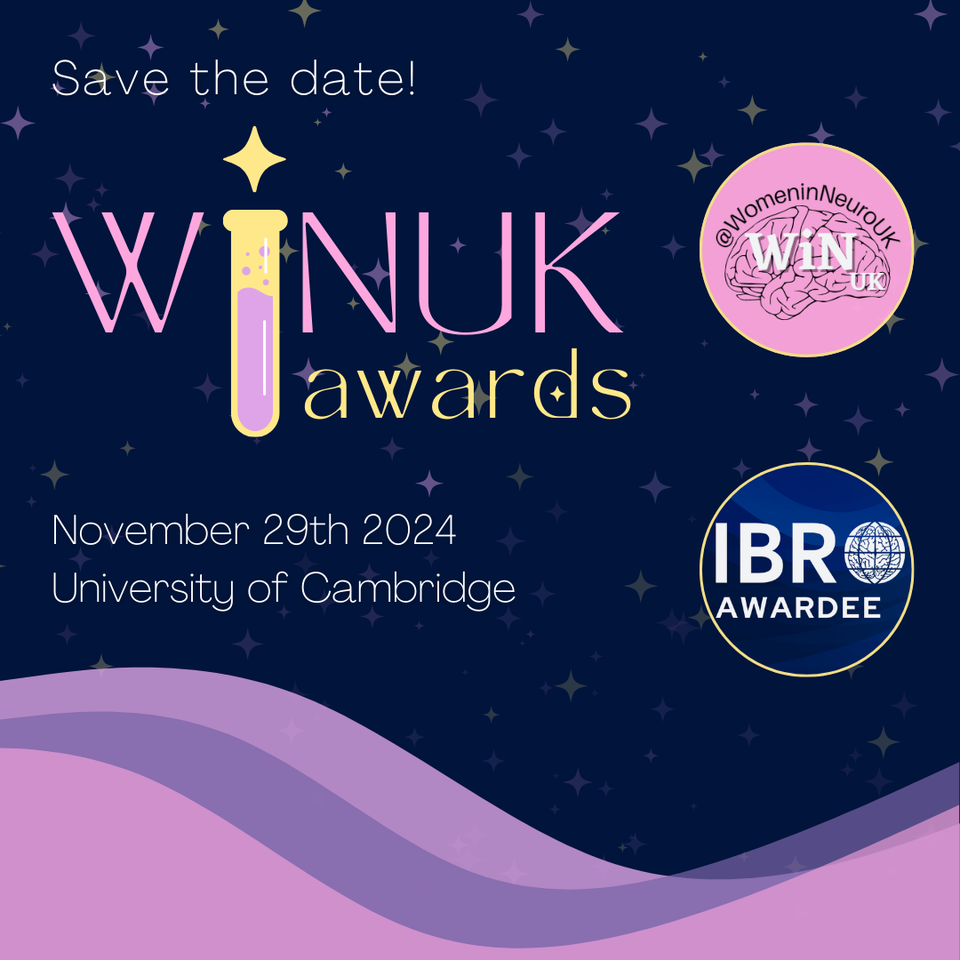 Save the date!
WiNUK
awards
November 29th 2024
University of Cambridge
@WomeninNeuroUK
WiN
UK
IBRO
AWARDEE